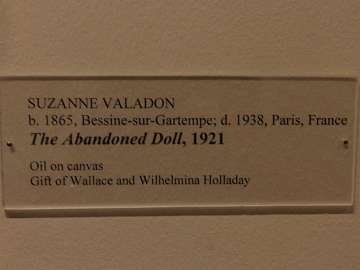 SUZANNE VALADON
b. 1865, Bessine-sur-Gartempe; d. 1938, Paris, France
The Abandoned Doll, 1921
Oil on canvas
Gift of Wallace and Wilhelmina Holladay